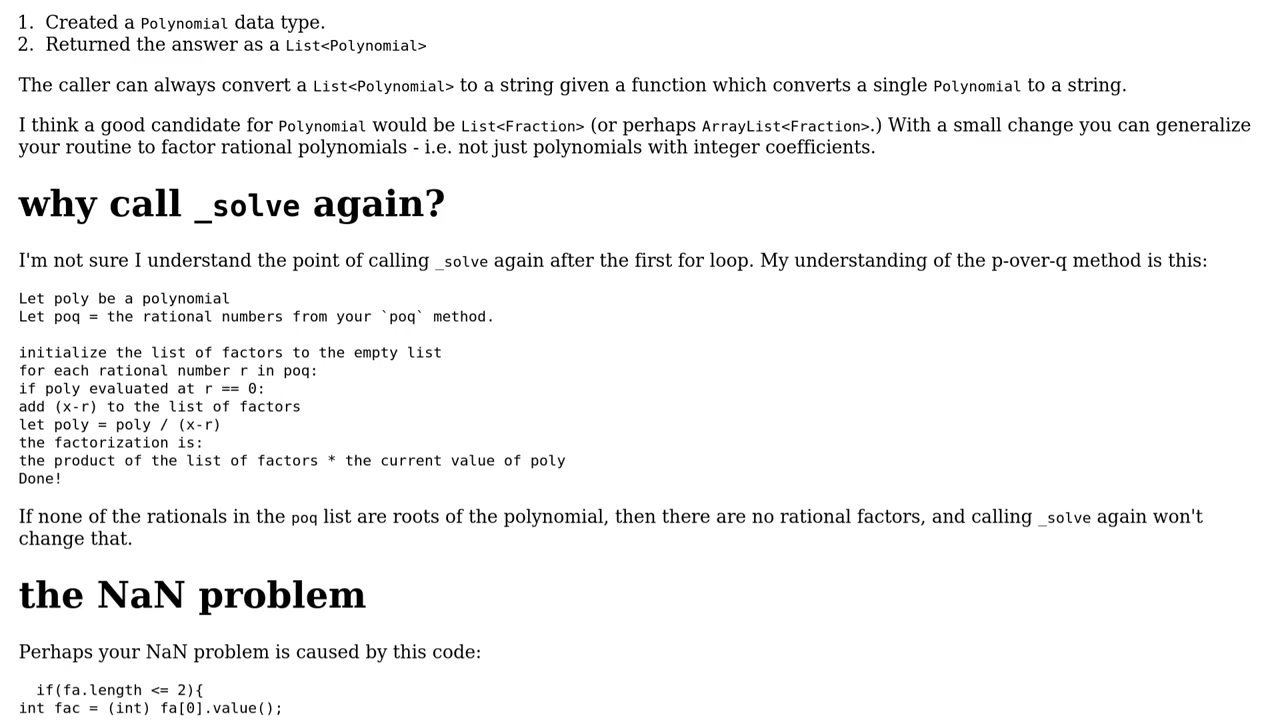 1. Created a Polynomial data type.
2. Returned the answer as a List<Polynomial>
The caller can always convert a List<Polynomial> to a string given a function which converts a single Polynomial to a string.
I think a good candidate for Polynomial would be List<Fraction> (or perhaps ArrayList<Fraction>.) With a small change you can generalize
your routine to factor rational polynomials - i.e. not just polynomials with integer coefficients.
why call _solve again?
I'm not sure I understand the point of calling _solve again after the first for loop. My understanding of the p-over-q method is this:
Let poly be a polynomial
Let poq = the rational numbers from your `poq` method.
initialize the list of factors to the empty list
for each rational number r in poq:
if poly evaluated at r == 0:
add (x-r) to the list of factors
let poly = poly / (x-r)
the factorization is:
the product of the list of factors * the current value of poly
Done!
If none of the rationals in the poq list are roots of the polynomial, then there are no rational factors, and calling _solve again won't
change that.
the NaN problem
Perhaps your NaN problem is caused by this code:
if(fa.length <= 2){
int fac = (int) fa[0].value();